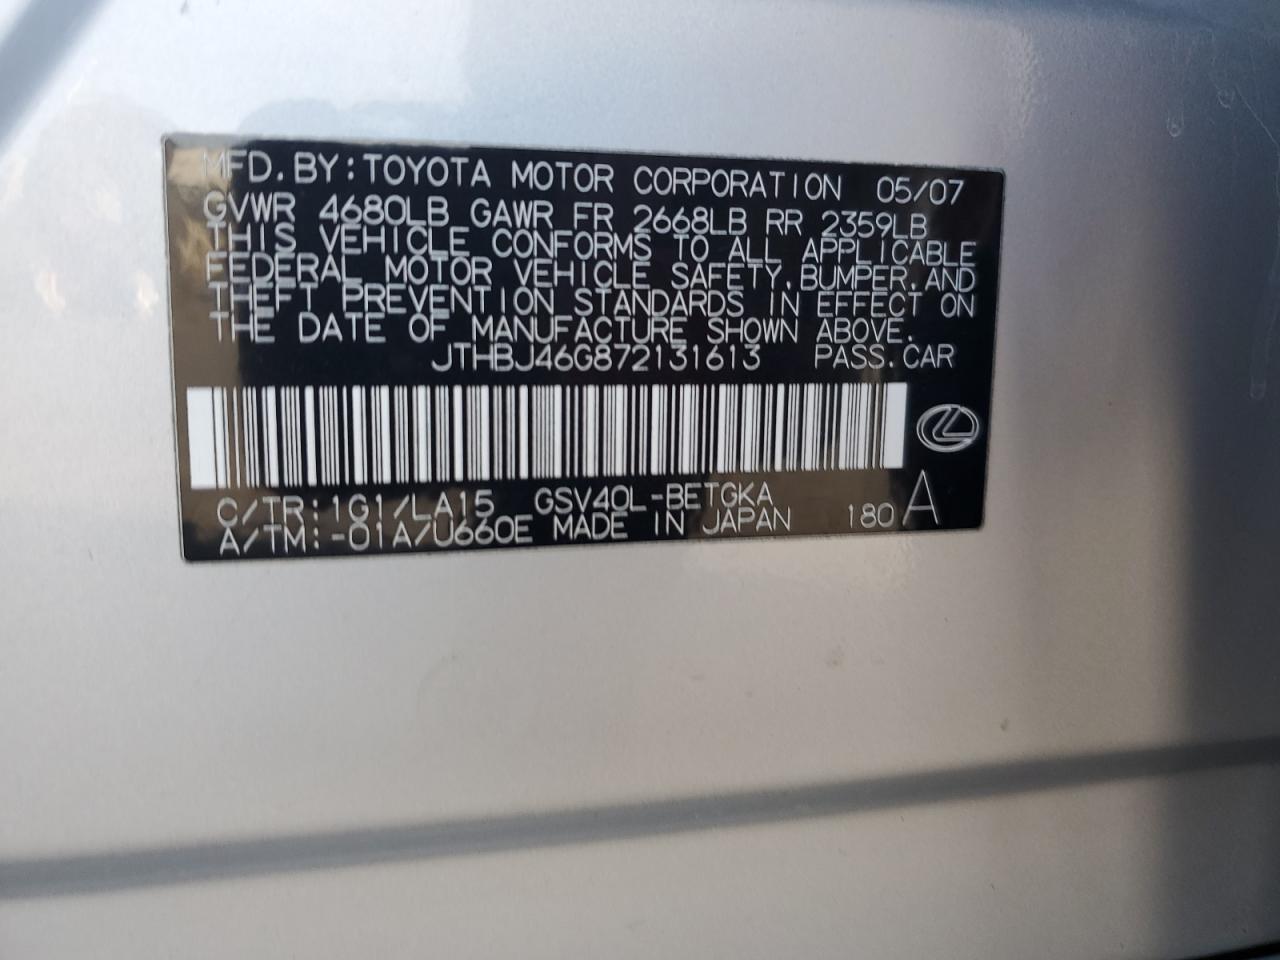 MFD. BY: TOYOTA MOTOR CORPORATION 05/07
GVWR 4680LB GAWR FR 2668LB RR 2359LB
THIS VEHICLE CONFORMS TO ALL APPLICABLE
FEDERAL MOTOR VEHICLE SAFETY, BUMPER, AND
THEFT PREVENTION STANDARDS IN EFFECT ON
THE DATE OF MANUFACTURE SHOWN ABOVE.
JTHBJ46G872131613 PASS. CAR
C/TR: 1G1/LA15 GSV40L-BETGKA
A/TM: -01A/U660E MADE IN JAPAN 180 A